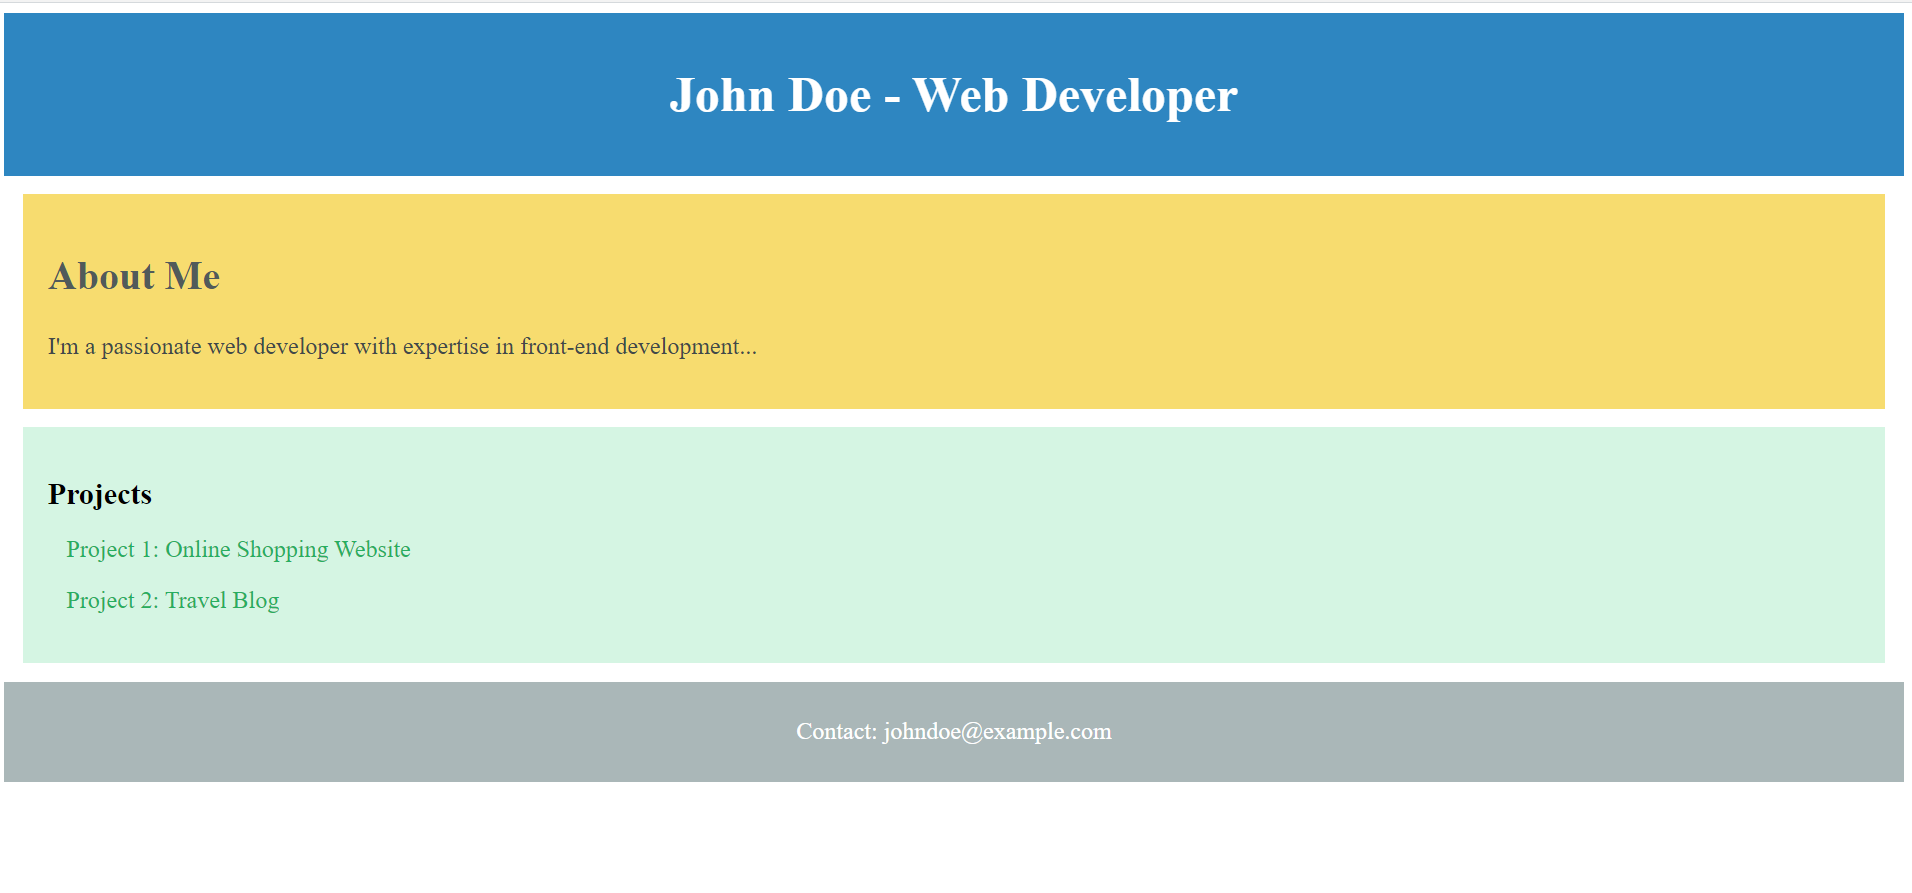 John Doe - Web Developer
About Me
I'm a passionate web developer with expertise in front-end development...
Projects
Project 1: Online Shopping Website
Project 2: Travel Blog
Contact: johndoe@example.com